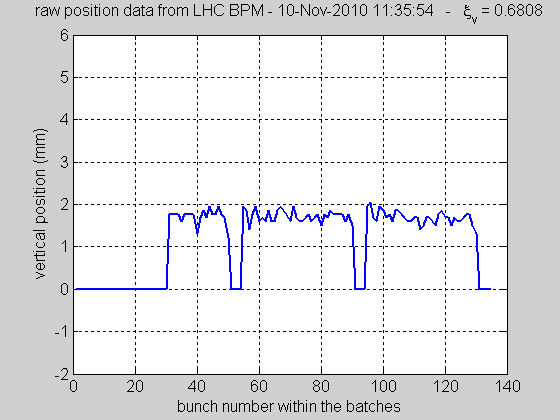 raw position data from LHC BPM - 10-Nov-2010 11:35:54 - ξv = 0.6808
6
5
4
3
2
1
0
-1
-2
0 20 40 60 80 100 120 140
vertical position (mm)
bunch number within the batches